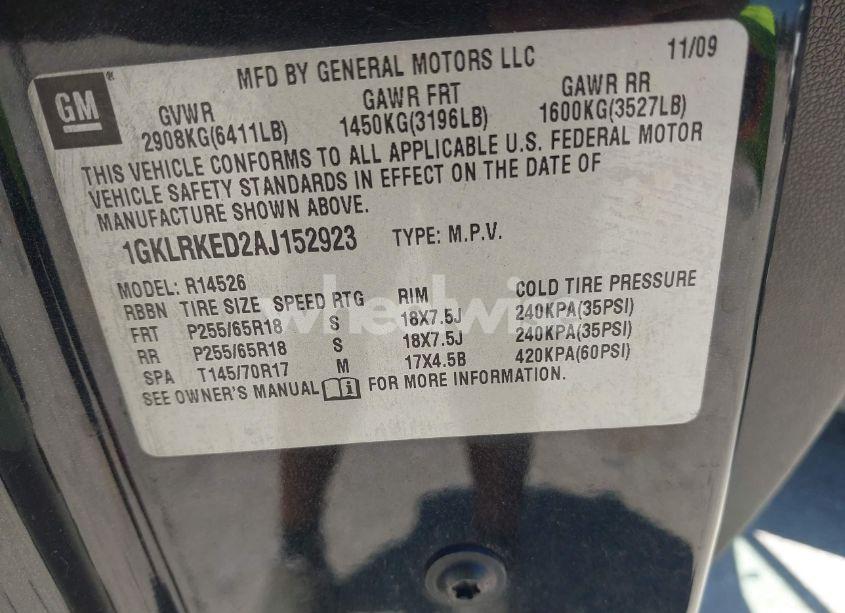 GM
MFD BY GENERAL MOTORS LLC 11/09
GVWR GAWR FRT GAWR RR
2908KG(6411LB) 1450KG(3196LB) 1600KG(3527LB)
THIS VEHICLE CONFORMS TO ALL APPLICABLE U.S. FEDERAL MOTOR
VEHICLE SAFETY STANDARDS IN EFFECT ON THE DATE OF
MANUFACTURE SHOWN ABOVE.
1GKLRKED2AJ152923 TYPE: M.P.V.
MODEL: R14526
RBBN TIRE SIZE SPEED RTG RIM COLD TIRE PRESSURE
FRT P255/65R18 S 18X7.5J 240KPA(35PSI)
RR P255/65R18 S 18X7.5J 240KPA(35PSI)
SPA T145/70R17 M 17X4.5B 420KPA(60PSI)
SEE OWNER'S MANUAL FOR MORE INFORMATION.